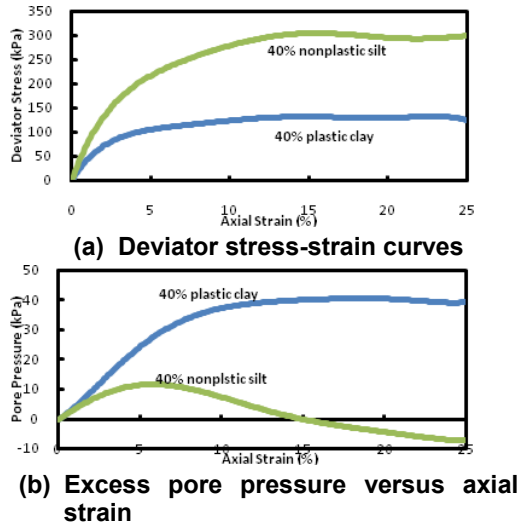 350
300
250
200
150
100
50
0
Deviator Stress (kPa)
40% nonplastic silt
40% plastic clay
0 5 10 15 20 25
Axial Strain (%)
(a) Deviator stress-strain curves
50
40
30
20
10
0
-10
Pore Pressure (kPa)
40% plastic clay
40% nonplstic silt
0 5 10 15 20 25
Axial Strain (%)
(b) Excess pore pressure versus axial
strain